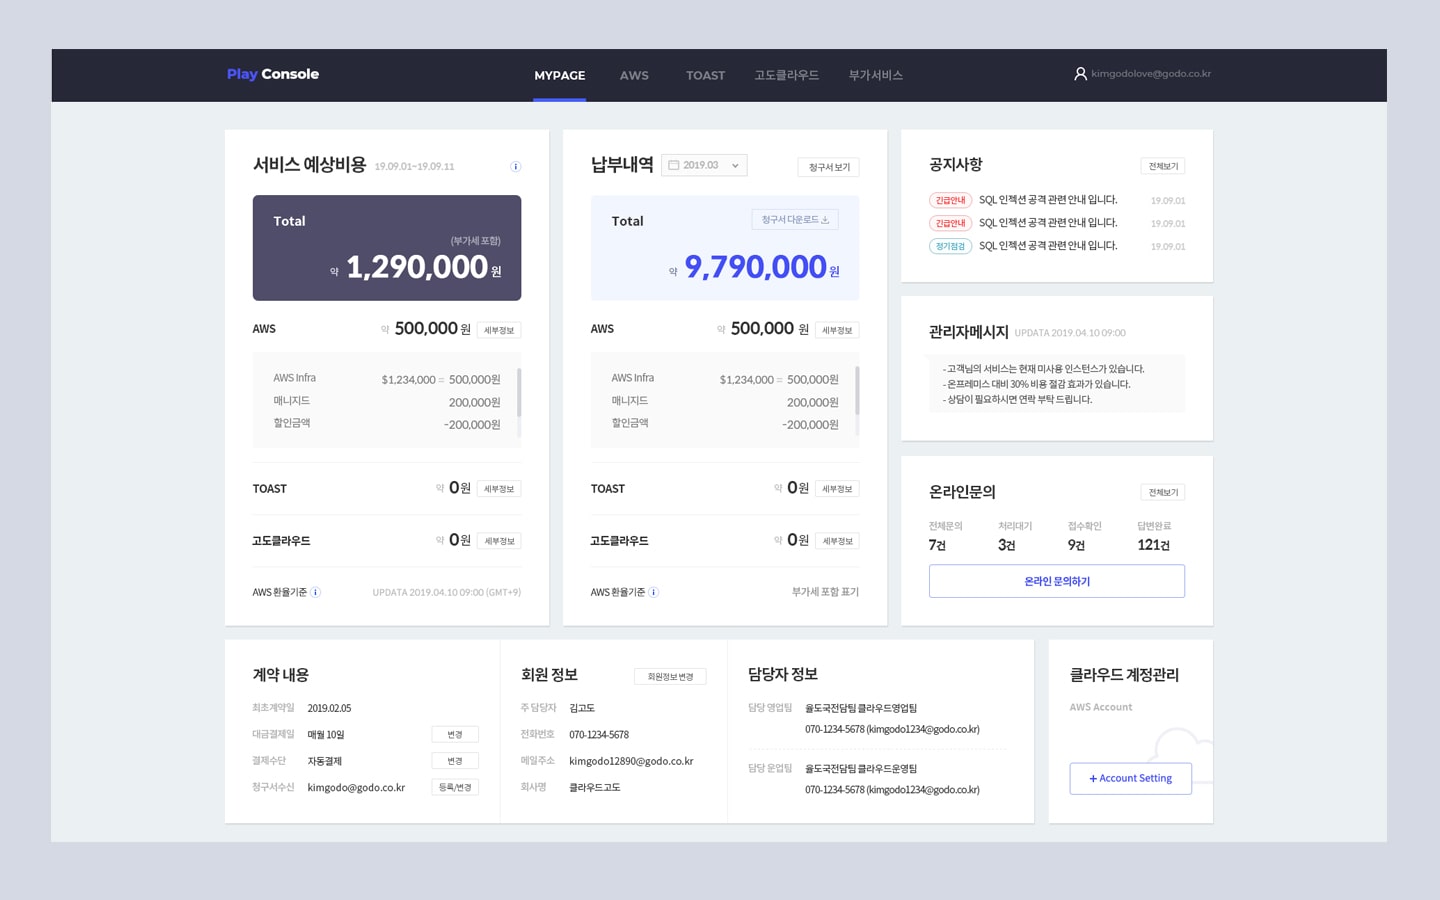 Play Console
MYPAGE
AWS
TOAST
고도클라우드
부가서비스
kimgodolove@godo.co.kr
서비스 예상비용 19.09.01~19.09.11
Total
(부가세 포함)
약 1,290,000 원
AWS 약 500,000 원 세부정보
AWS Infra $1,234,000 = 500,000원
매니지드 200,000원
할인금액 -200,000원
TOAST 약 0원 세부정보
고도클라우드 약 0원 세부정보
AWS 환율기준 UPDATA 2019.04.10 09:00 (GMT+9)
납부내역 2019.03 청구서보기
Total 청구서 다운로드
약 9,790,000 원
AWS 약 500,000 원 세부정보
AWS Infra $1,234,000 = 500,000원
매니지드 200,000원
할인금액 -200,000원
TOAST 약 0원 세부정보
고도클라우드 약 0원 세부정보
AWS 환율기준 부가세 포함 표기
공지사항 전체보기
긴급안내 SQL 인젝션 공격 관련 안내 입니다. 19.09.01
긴급안내 SQL 인젝션 공격 관련 안내 입니다. 19.09.01
정기점검 SQL 인젝션 공격 관련 안내 입니다. 19.09.01
관리자메시지 UPDATA 2019.04.10 09:00
- 고객님의 서비스는 현재 미사용 인스턴스가 있습니다.
- 온프레미스 대비 30% 비용 절감 효과가 있습니다.
- 상담이 필요하시면 연락 부탁 드립니다.
온라인문의 전체보기
전체문의 처리대기 접수확인 답변완료
7건 3건 9건 121건
온라인 문의하기
계약 내용
최초계약일 2019.02.05
대금결제일 매월 10일 변경
결제수단 자동결제 변경
청구서수신 kimgodo@godo.co.kr 등록/변경
회원 정보 회원정보 변경
주 담당자 김고도
전화번호 070-1234-5678
메일주소 kimgodo12890@godo.co.kr
회사명 클라우드고도
담당자 정보
담당 영업팀 율도국전담팀 클라우드영업팀
070-1234-5678 (kimgodo1234@godo.co.kr)
담당 운업팀 율도국전담팀 클라우드운영팀
070-1234-5678 (kimgodo1234@godo.co.kr)
클라우드 계정관리
AWS Account
+ Account Setting